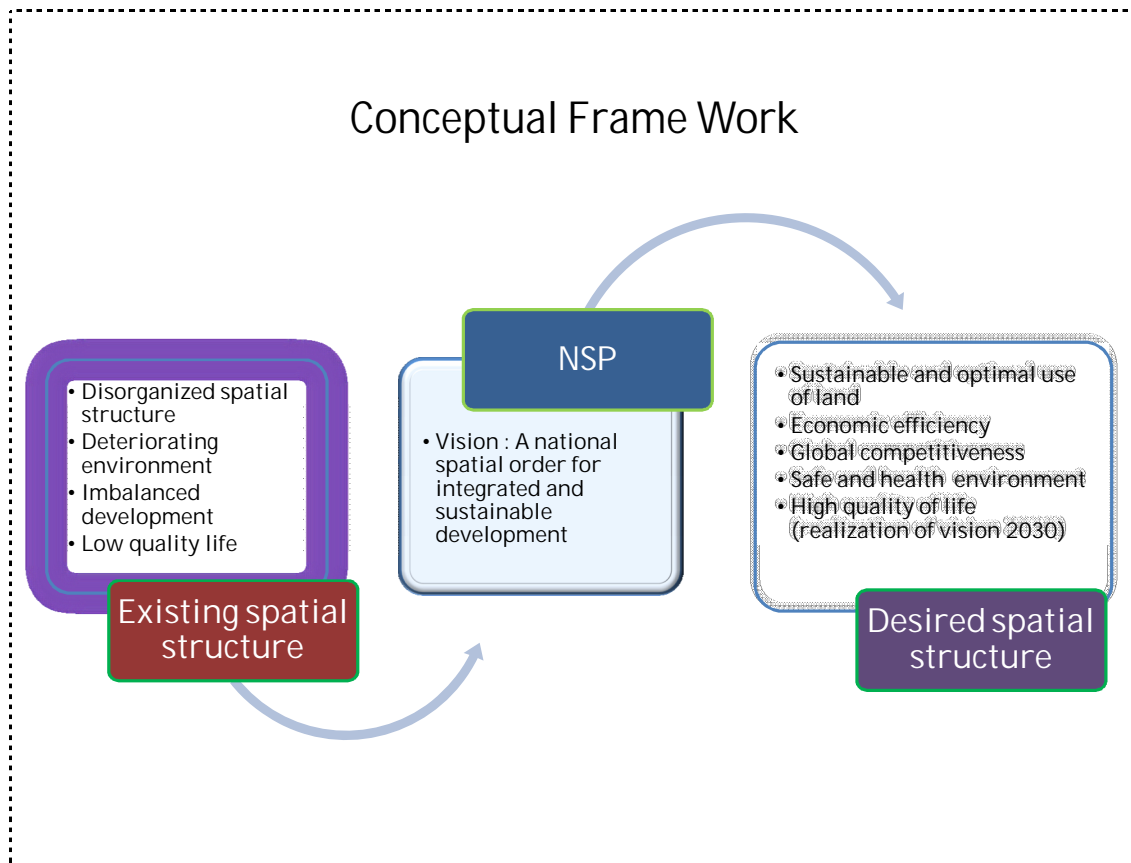 Conceptual Frame Work
• Disorganized spatial
structure
• Deteriorating
environment
• Imbalanced
development
• Low quality life
Existing spatial
structure
NSP
• Vision : A national
spatial order for
integrated and
sustainable
development
• Sustainable and optimal use
of land
• Economic efficiency
• Global competitiveness
• Safe and health environment
• High quality of life
(realization of vision 2030)
Desired spatial
structure